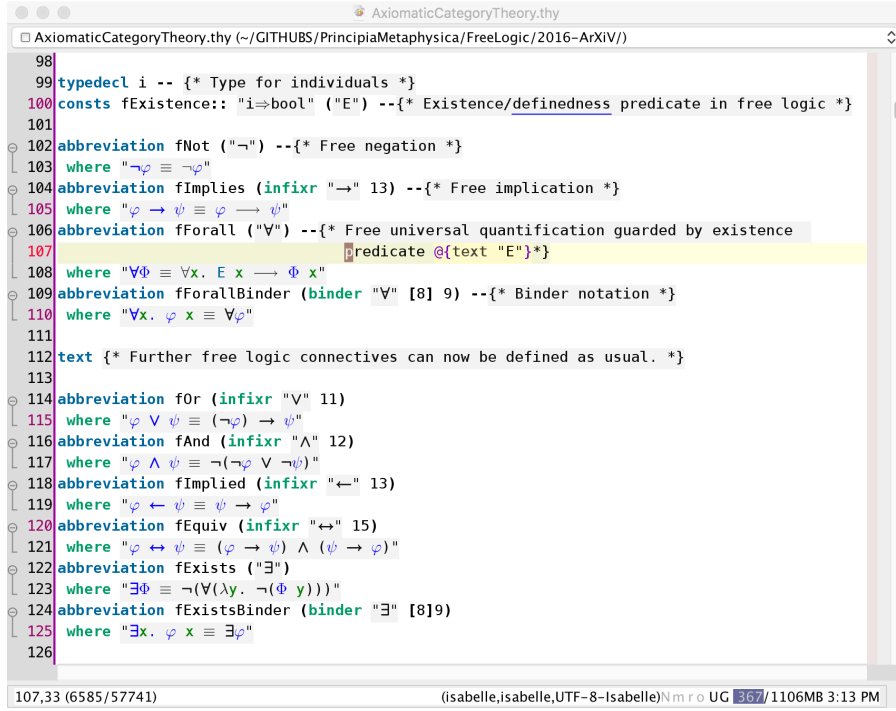 AxiomaticCategoryTheory.thy
AxiomaticCategoryTheory.thy (~/GITHUBS/PrincipiaMetaphysica/FreeLogic/2016-ArXiV/)
98
99 typedecl i -- {* Type for individuals *}
100 consts fExistence:: "i⇒bool" ("E") --{* Existence/definedness predicate in free logic *}
101
102 abbreviation fNot ("¬") --{* Free negation *}
103 where "¬φ ≡ ¬φ"
104 abbreviation fImplies (infixr "→" 13) --{* Free implication *}
105 where "φ → ψ ≡ φ ⟶ ψ"
106 abbreviation fForall ("∀") --{* Free universal quantification guarded by existence
107 predicate @{text "E"}*}
108 where "∀Φ ≡ ∀x. E x ⟶ Φ x"
109 abbreviation fForallBinder (binder "∀" [8] 9) --{* Binder notation *}
110 where "∀x. φ x ≡ ∀φ"
111
112 text {* Further free logic connectives can now be defined as usual. *}
113
114 abbreviation fOr (infixr "∨" 11)
115 where "φ ∨ ψ ≡ (¬φ) → ψ"
116 abbreviation fAnd (infixr "∧" 12)
117 where "φ ∧ ψ ≡ ¬(¬φ ∨ ¬ψ)"
118 abbreviation fImplied (infixr "←" 13)
119 where "φ ← ψ ≡ ψ → φ"
120 abbreviation fEquiv (infixr "↔" 15)
121 where "φ ↔ ψ ≡ (φ → ψ) ∧ (ψ → φ)"
122 abbreviation fExists ("∃")
123 where "∃Φ ≡ ¬(∀(λy. ¬(Φ y)))"
124 abbreviation fExistsBinder (binder "∃" [8]9)
125 where "∃x. φ x ≡ ∃φ"
126
107,33 (6585/57741) (isabelle,isabelle,UTF-8-Isabelle)N m r o UG 367/1106MB 3:13 PM